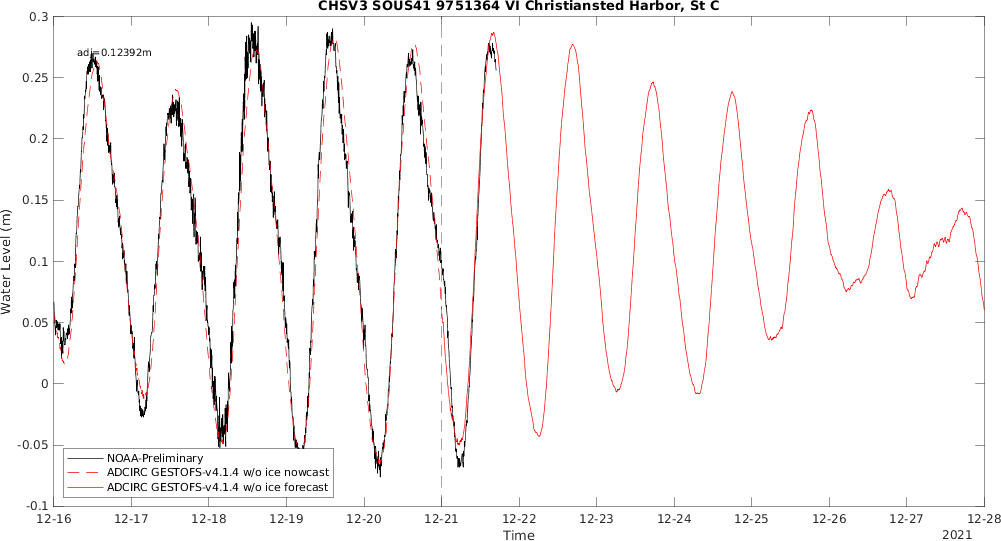 CHSV3 SOUS41 9751364 VI Christiansted Harbor, St C
0.3
adj=0.12392m
0.25
0.2
0.15
0.1
0.05
0
-0.05
-0.1
Water Level (m)
NOAA-Preliminary
ADCIRC GESTOFS-v4.1.4 w/o ice nowcast
ADCIRC GESTOFS-v4.1.4 w/o ice forecast
12-16 12-17 12-18 12-19 12-20 12-21 12-22 12-23 12-24 12-25 12-26 12-27 12-28
Time
2021